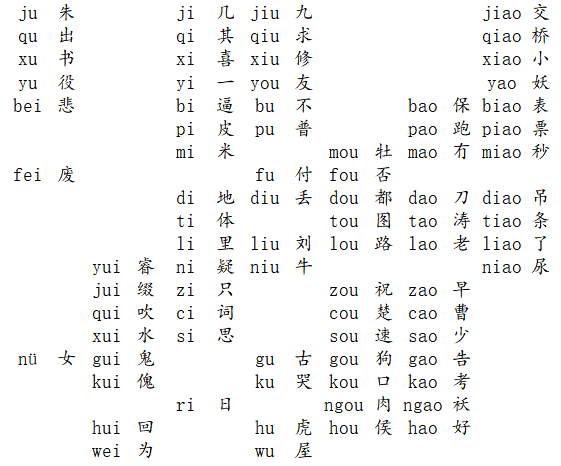 ju 朱 ji 几 jiu 九 jiao 交
qu 出 qi 其 qiu 求 qiao 桥
xu 书 xi 喜 xiu 修 xiao 小
yu 役 yi 一 you 友 yao 妖
bei 悲 bi 逼 bu 不 bao 保 biao 表
pi 皮 pu 普 pao 跑 piao 票
mi 米 mou 牡 mao 冇 miao 秒
fei 废 fu 付 fou 否
di 地 diu 丢 dou 都 dao 刀 diao 吊
ti 体 tou 图 tao 涛 tiao 条
li 里 liu 刘 lou 路 lao 老 liao 了
yui 睿 ni 疑 niu 牛 niao 尿
jui 缀 zi 只 zou 祝 zao 早
qui 吹 ci 词 cou 楚 cao 曹
xui 水 si 思 sou 速 sao 少
nü 女 gui 鬼 gu 古 gou 狗 gao 告
kui 傀 ku 哭 kou 口 kao 考
ri 日 ngou 肉 ngao 袄
hui 回 hu 虎 hou 侯 hao 好
wei 为 wu 屋